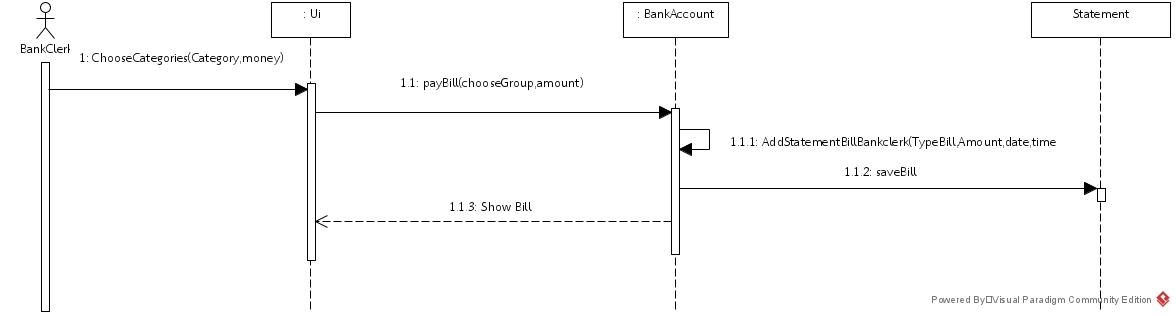 : Ui
: BankAccount
Statement
BankClerk
1: ChooseCategories(Category,money)
1.1: payBill(chooseGroup,amount)
1.1.1: AddStatementBillBankclerk(TypeBill,Amount,date,time
1.1.2: saveBill
1.1.3: Show Bill
Powered By□Visual Paradigm Community Edition